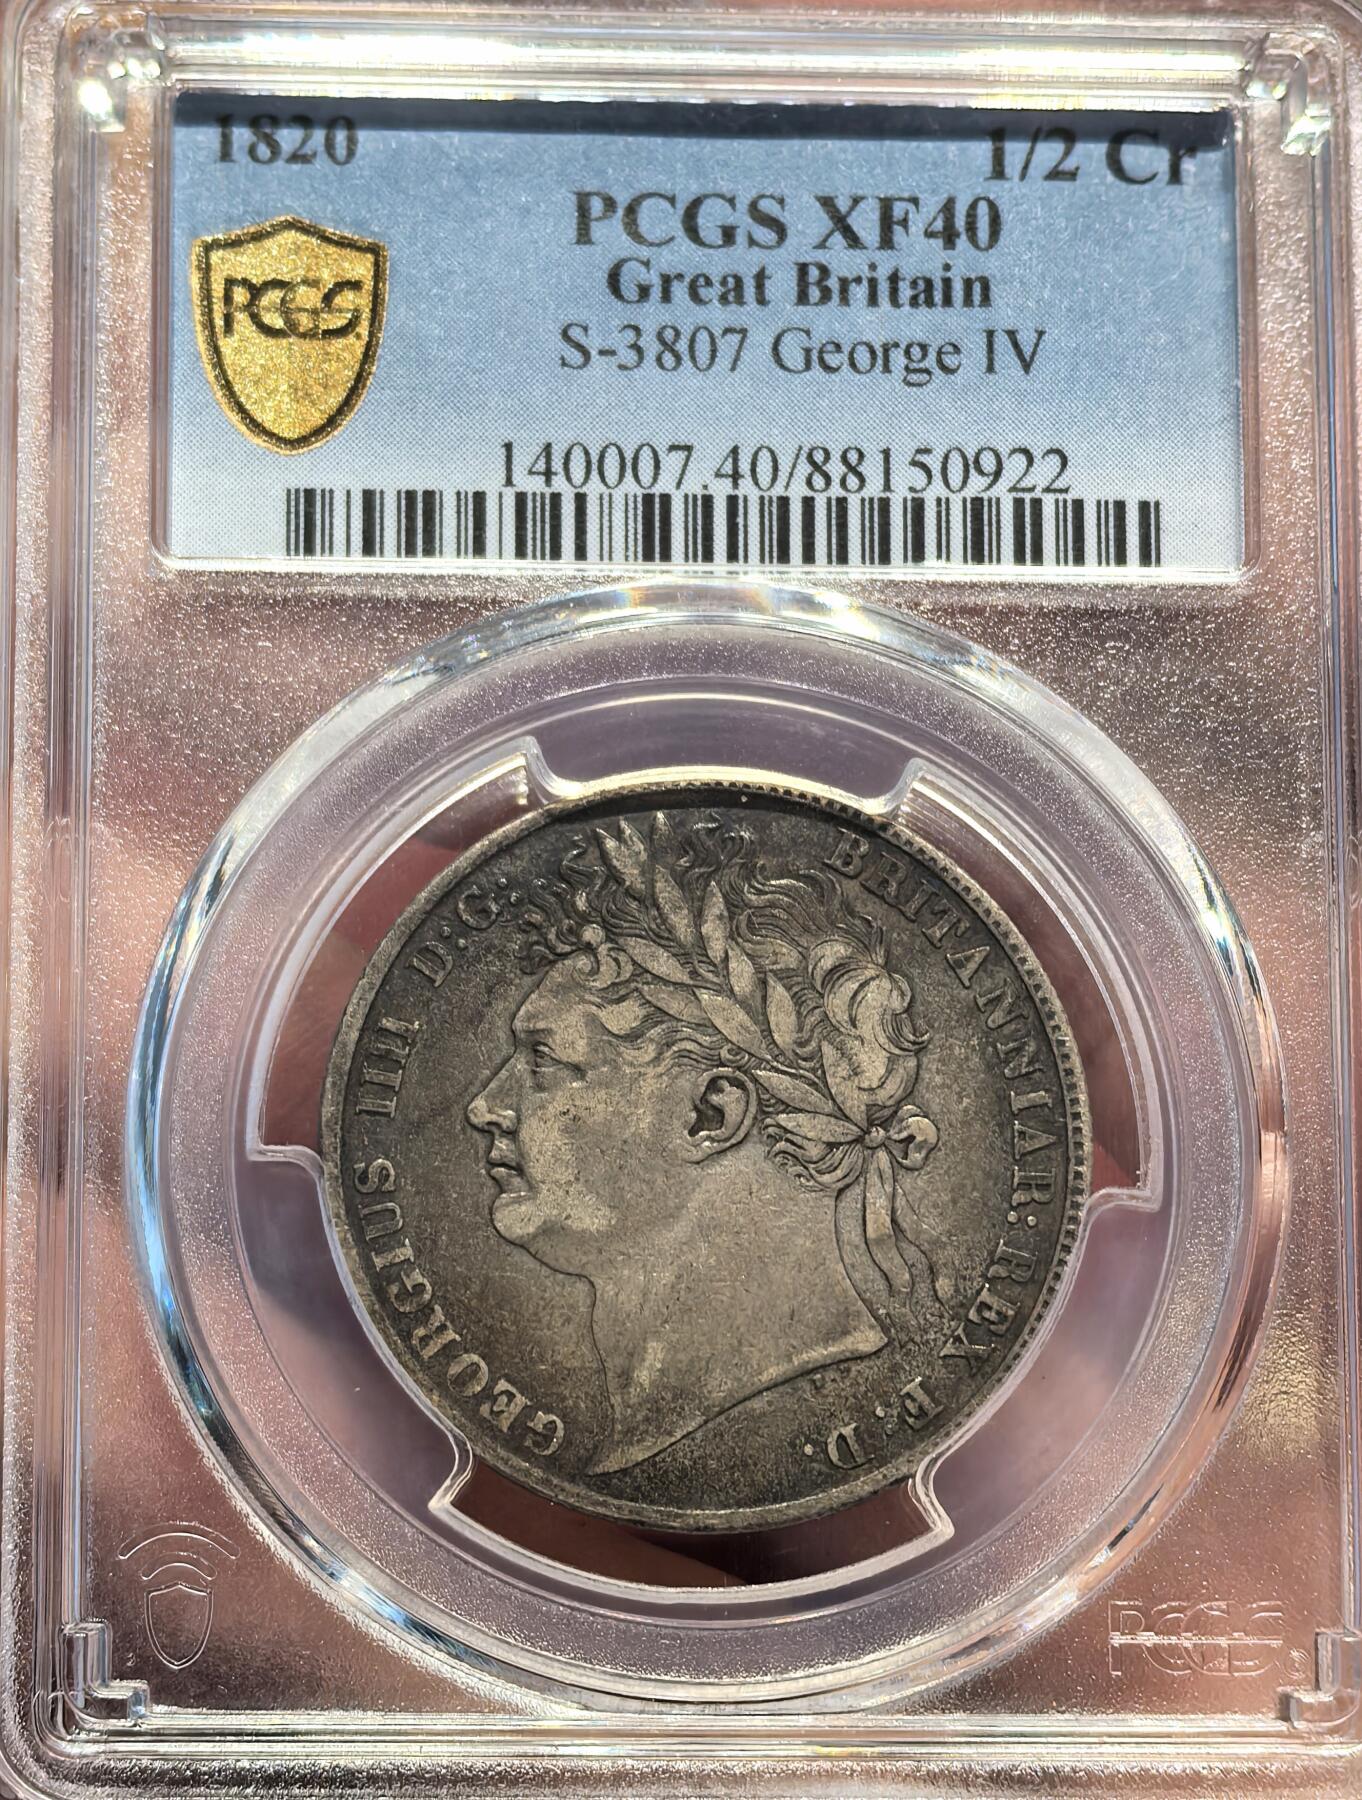 1820 1/2 Cr
PCGS XF40
Great Britain
S-3807 George IV
PCGS
140007.40/88150922
GEORGIUS IIII D:G: BRITANNIAR: REX F:D.
PCGS